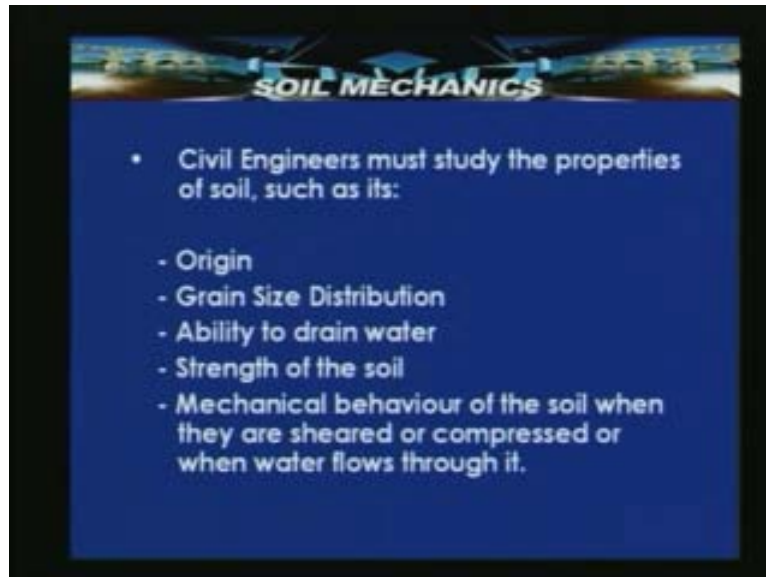 SOIL MECHANICS
• Civil Engineers must study the properties
of soil, such as its:
- Origin
- Grain Size Distribution
- Ability to drain water
- Strength of the soil
- Mechanical behaviour of the soil when
they are sheared or compressed or
when water flows through it.